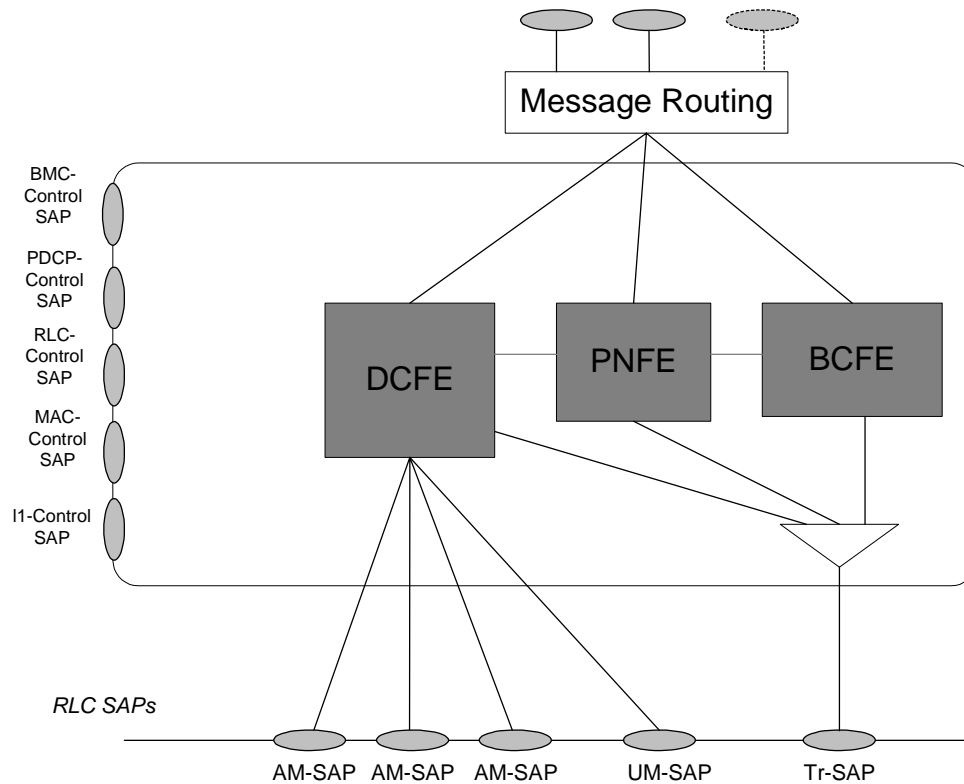 Message Routing
BMC-
Control
SAP
PDCP-
Control
SAP
RLC-
Control
SAP
MAC-
Control
SAP
l1-Control
SAP
DCFE
PNFE
BCFE
RLC SAPs
AM-SAP
AM-SAP
AM-SAP
UM-SAP
Tr-SAP